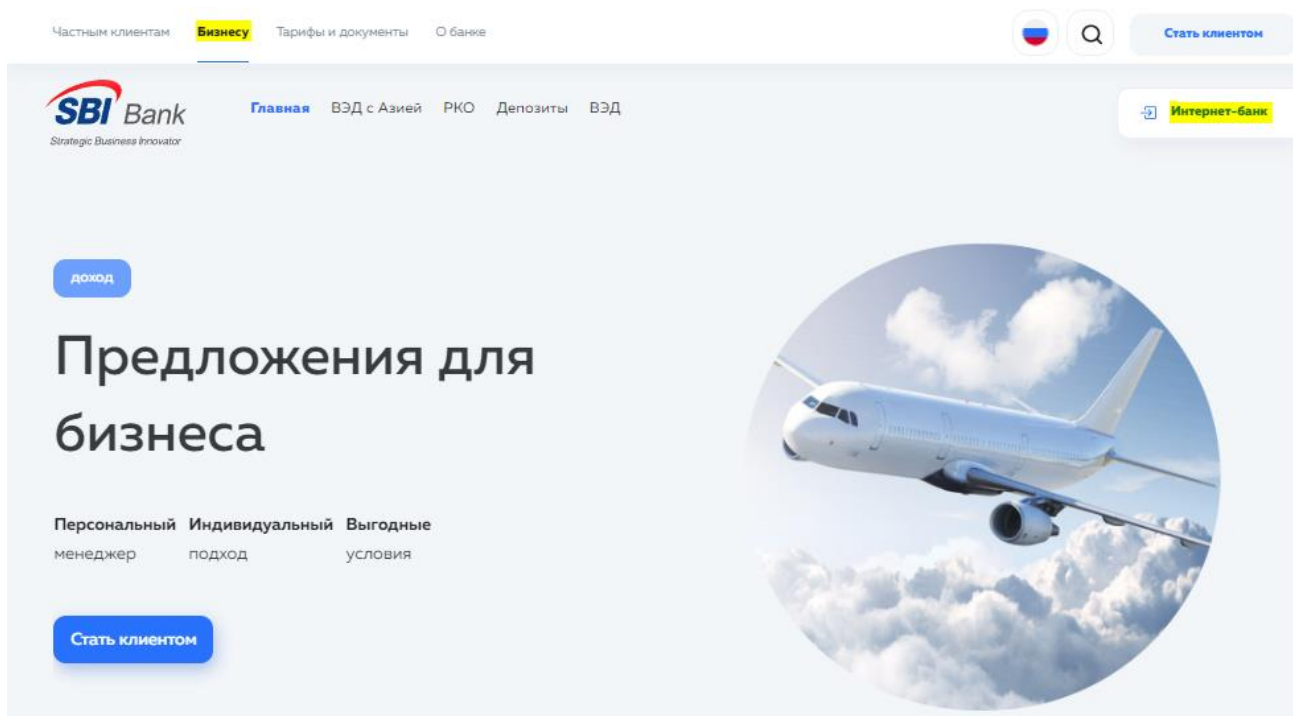 Частным клиентам Бизнесу Тарифы и документы О банке Стать клиентом
SBI Bank
Strategic Business Innovator
Главная ВЭД с Азией РКО Депозиты ВЭД Интернет-банк
доход
Предложения для
бизнеса
Персональный Индивидуальный Выгодные
менеджер подход условия
Стать клиентом